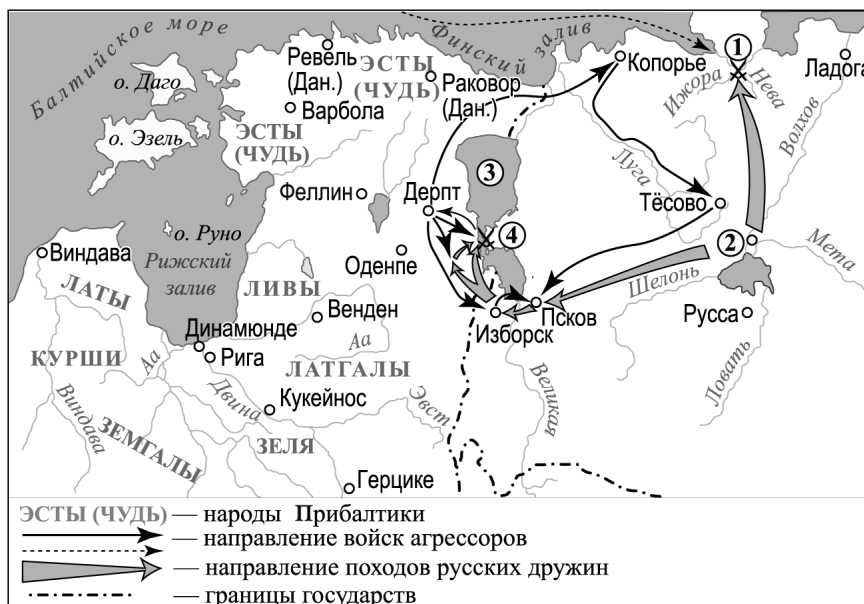 Балтийское море
Финский залив
1
Ревель
(Дан.)
ЭСТЫ
(ЧУДЬ)
Раковор
(Дан.)
Копорье
Ижора
Нева
Ладога
о. Даго
Варбола
Волхов
о. Эзель
ЭСТЫ
(ЧУДЬ)
3
Луга
Феллин
Дерпт
Тёсово
о. Руно
4
2
Виндава
Рижский
залив
Оденпе
Мста
Шелонь
ЛАТЫ
ЛИВЫ
Венден
Изборск
Псков
Русса
Динамюнде
Аа
КУРШИ
Аа
Рига
ЛАТГАЛЫ
Ловать
Двина
Кукейнос
Эвст
Великая
Виндава
ЗЕМГАЛЫ
ЗЕЛЯ
Герцике
ЭСТЫ (ЧУДЬ) — народы Прибалтики
— направление войск агрессоров
— направление походов русских дружин
— границы государств